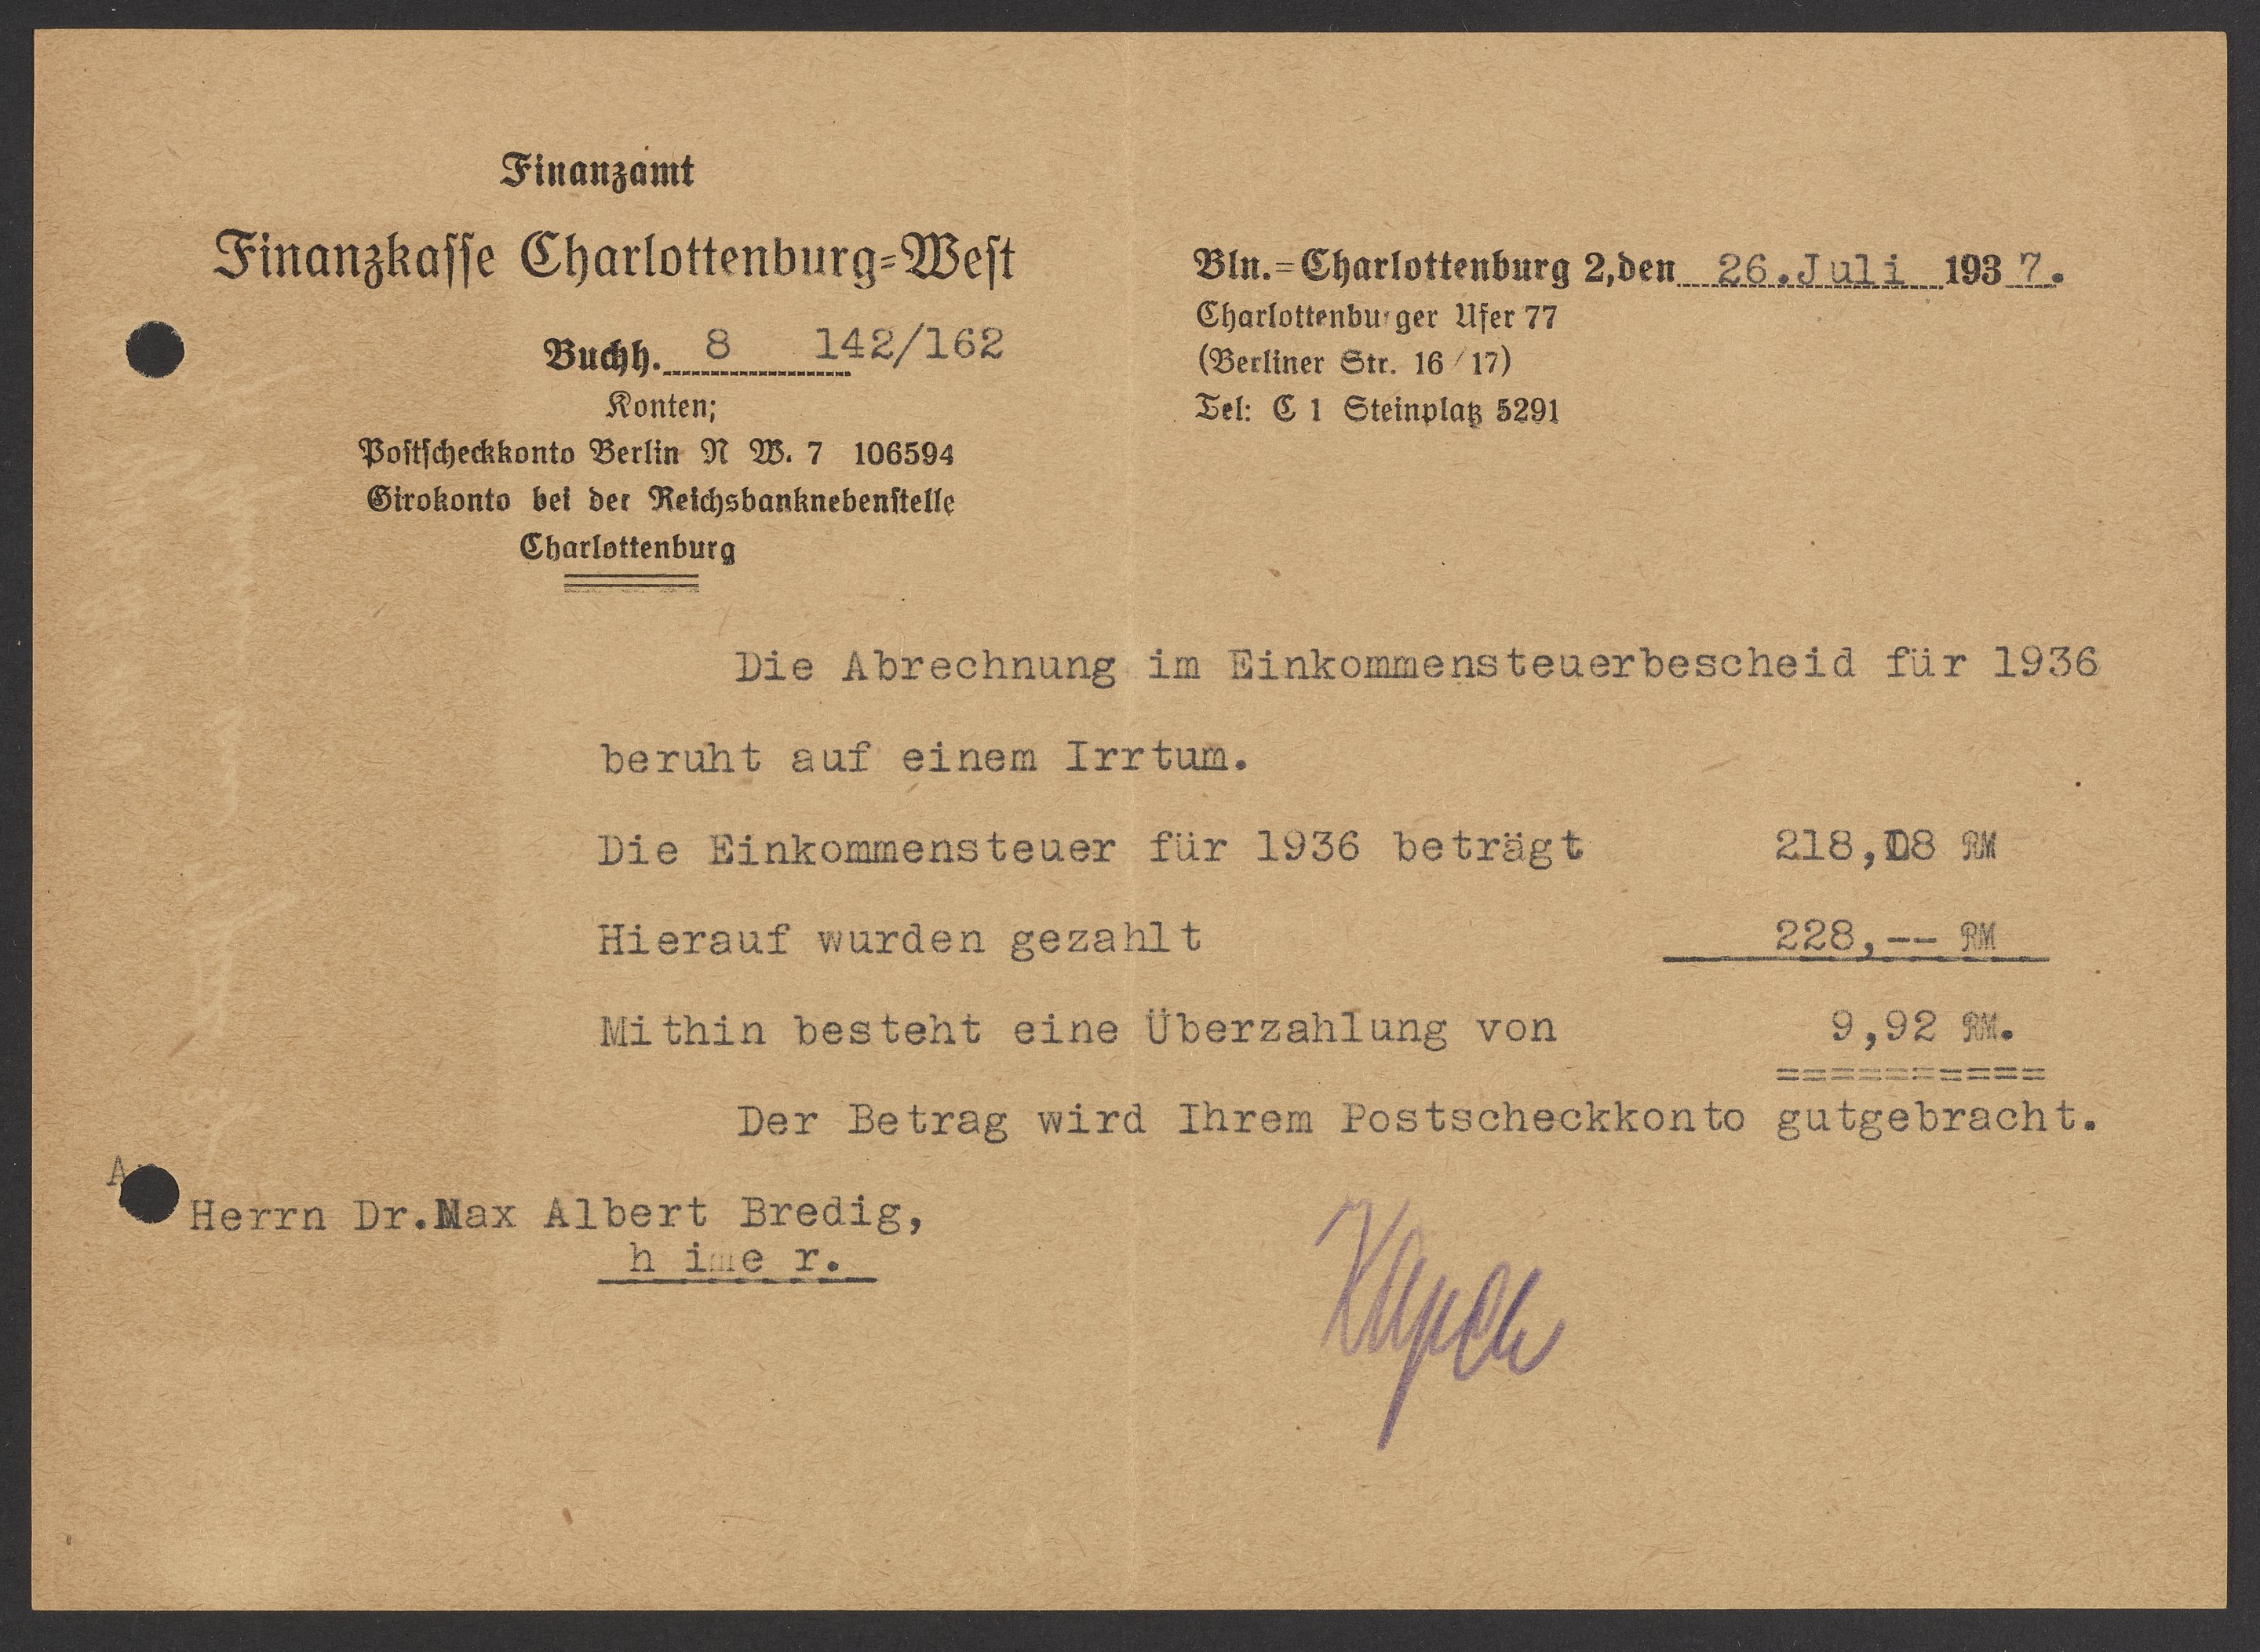 Finanzamt
Finanzkasse Charlottenburg=West
Buchh. 8 142/162
Konten;
Postscheckkonto Berlin N W. 7 106594
Girokonto bei der Reichsbanknebenstelle
Charlottenburg
Bln.=Charlottenburg 2, den 26.Juli 1937.
Charlottenburger Ufer 77
(Berliner Str. 16/17)
Tel: C 1 Steinplatz 5291
Die Abrechnung im Einkommensteuerbescheid für 1936
beruht auf einem Irrtum.
Die Einkommensteuer für 1936 beträgt 218,08 RM
Hierauf wurden gezahlt 228,-- RM
Mithin besteht eine Überzahlung von 9,92 RM.
==========
Der Betrag wird Ihrem Postscheckkonto gutgebracht.
An
Herrn Dr.Max Albert Bredig,
h i e r.